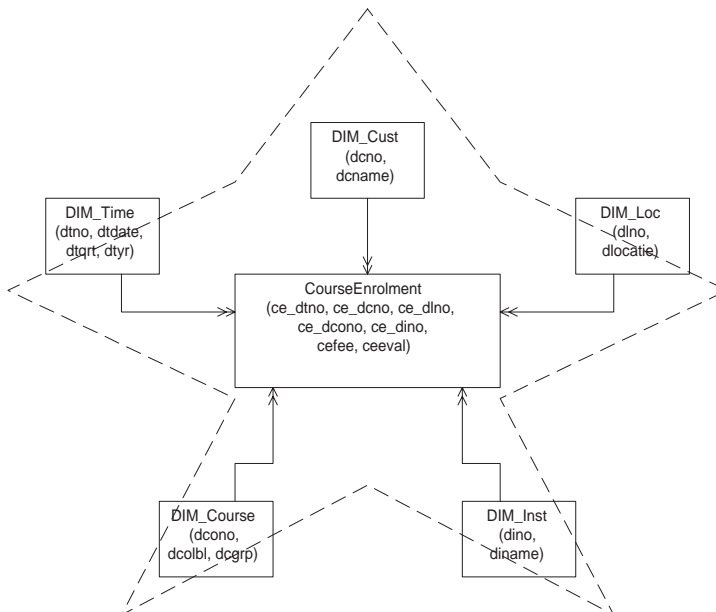 DIM_Cust
(dcno,
dcname)
DIM_Time
(dtno, dtdate,
dtqrt, dtyr)
DIM_Loc
(dlno,
dlocatie)
CourseEnrolment
(ce_dtno, ce_dcno, ce_dlno,
ce_dcono, ce_dino,
cefee, ceeval)
DIM_Course
(dcono,
dcolbl, dcgrp)
DIM_Inst
(dino,
diname)